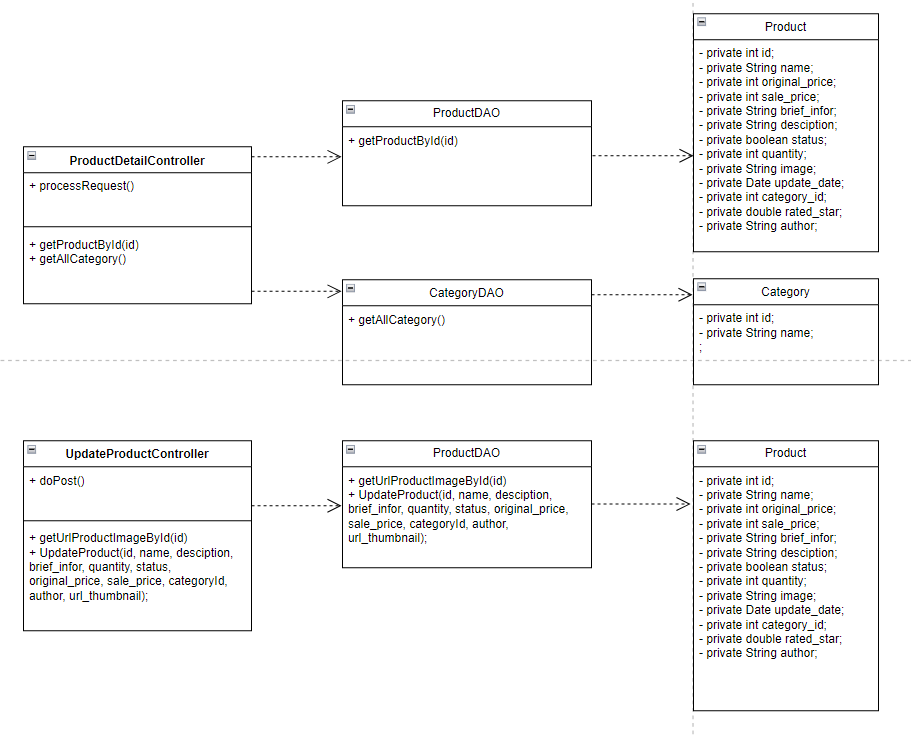 Product
- private int id;
- private String name;
- private int original_price;
- private int sale_price;
- private String brief_infor;
- private String desciption;
- private boolean status;
- private int quantity;
- private String image;
- private Date update_date;
- private int category_id;
- private double rated_star;
- private String author;
ProductDAO
+ getProductById(id)
ProductDetailController
+ processRequest()
+ getProductById(id)
+ getAllCategory()
CategoryDAO
+ getAllCategory()
Category
- private int id;
- private String name;
;
UpdateProductController
+ doPost()
+ getUrlProductImageById(id)
+ UpdateProduct(id, name, desciption,
brief_infor, quantity, status,
original_price, sale_price, categoryId,
author, url_thumbnail);
ProductDAO
+ getUrlProductImageById(id)
+ UpdateProduct(id, name, desciption,
brief_infor, quantity, status, original_price,
sale_price, categoryId, author,
url_thumbnail);
Product
- private int id;
- private String name;
- private int original_price;
- private int sale_price;
- private String brief_infor;
- private String desciption;
- private boolean status;
- private int quantity;
- private String image;
- private Date update_date;
- private int category_id;
- private double rated_star;
- private String author;